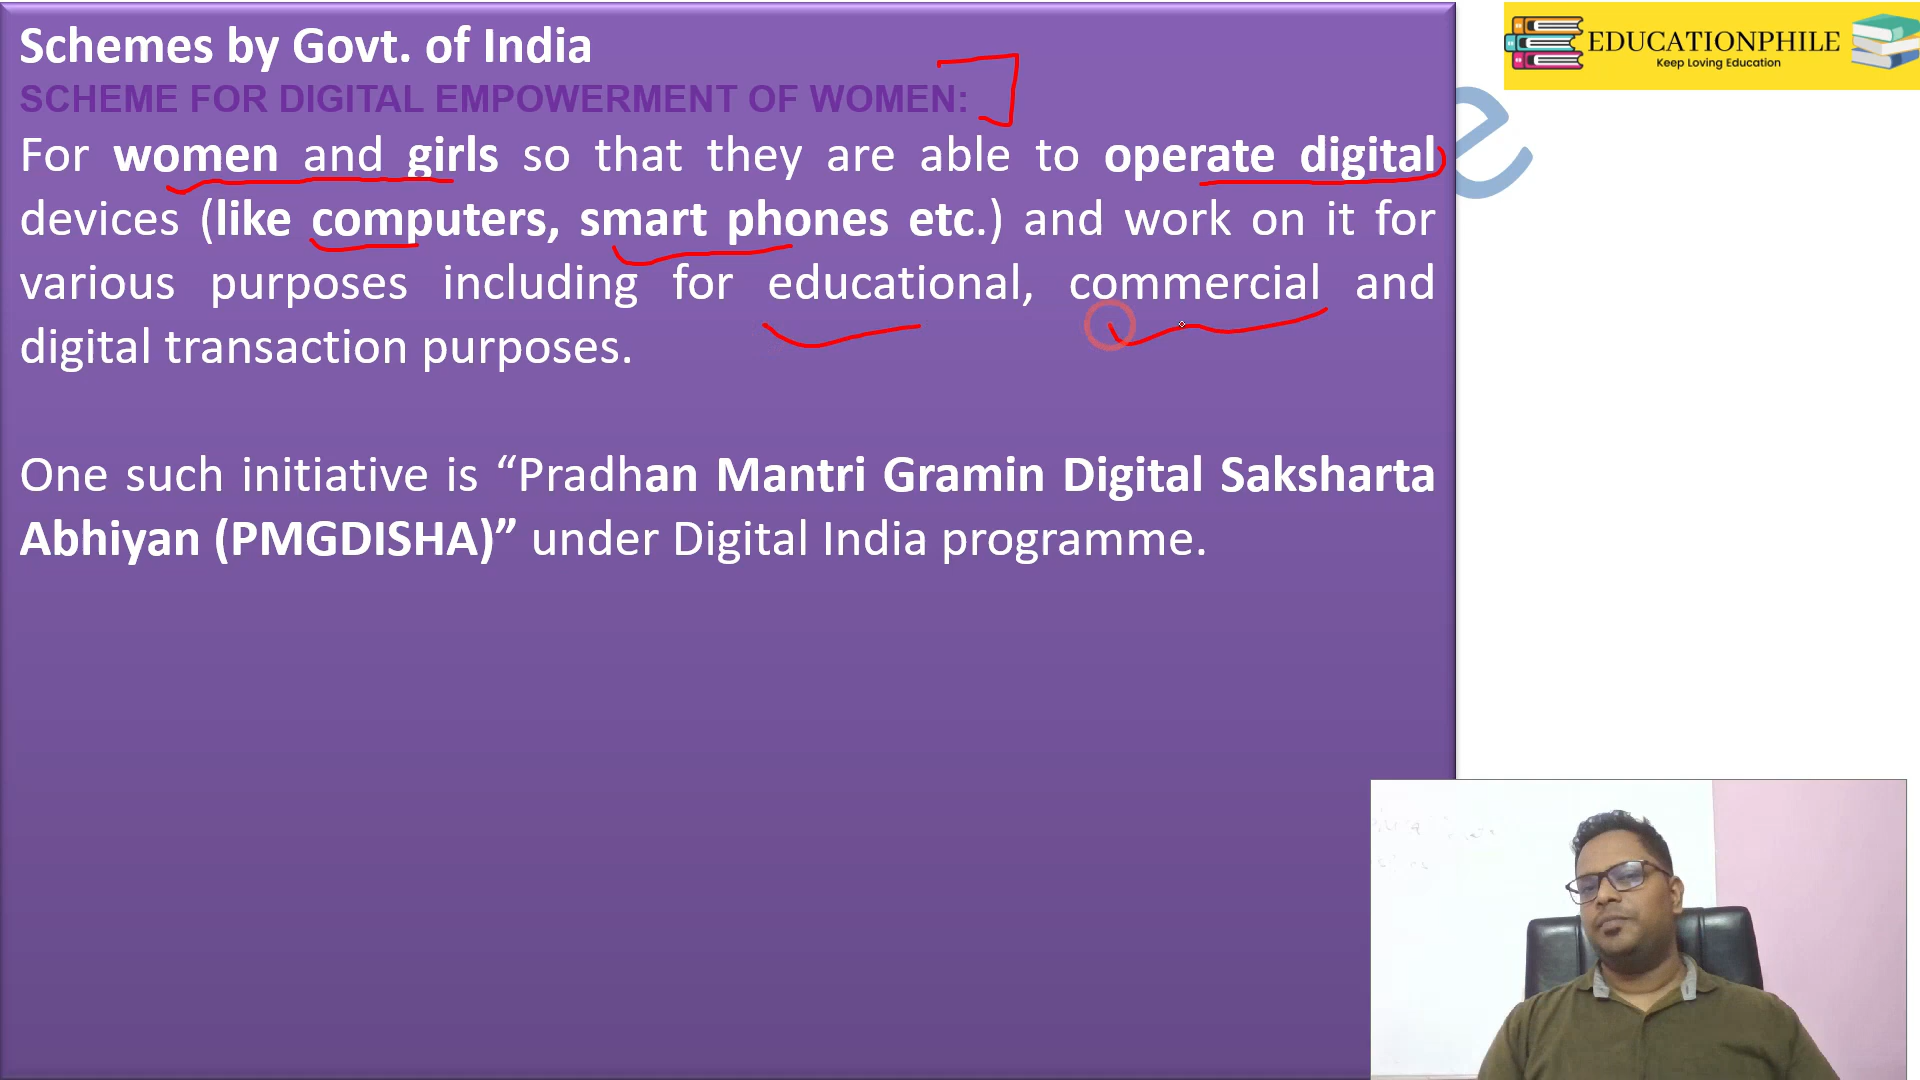 Schemes by Govt. of India
SCHEME FOR DIGITAL EMPOWERMENT OF WOMEN:
For women and girls so that they are able to operate digital
devices (like computers, smart phones etc.) and work on it for
various purposes including for educational, commercial and
digital transaction purposes.
One such initiative is “Pradhan Mantri Gramin Digital Saksharta
Abhiyan (PMGDISHA)” under Digital India programme.
EDUCATIONPHILE
Keep Loving Education
e